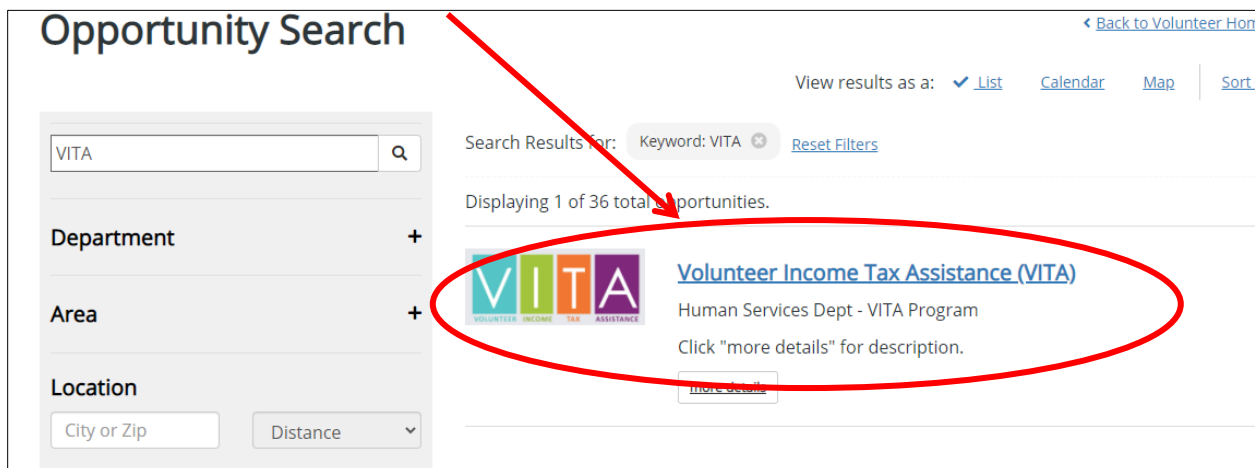 Opportunity Search
Back to Volunteer Hom
View results as a: List Calendar Map Sort
VITA
Search Results for: Keyword: VITA Reset Filters
Displaying 1 of 36 total opportunities.
Department +
Area +
Location
City or Zip Distance
VITA
VOLUNTEER INCOME TAX ASSISTANCE
Volunteer Income Tax Assistance (VITA)
Human Services Dept - VITA Program
Click "more details" for description.
more details